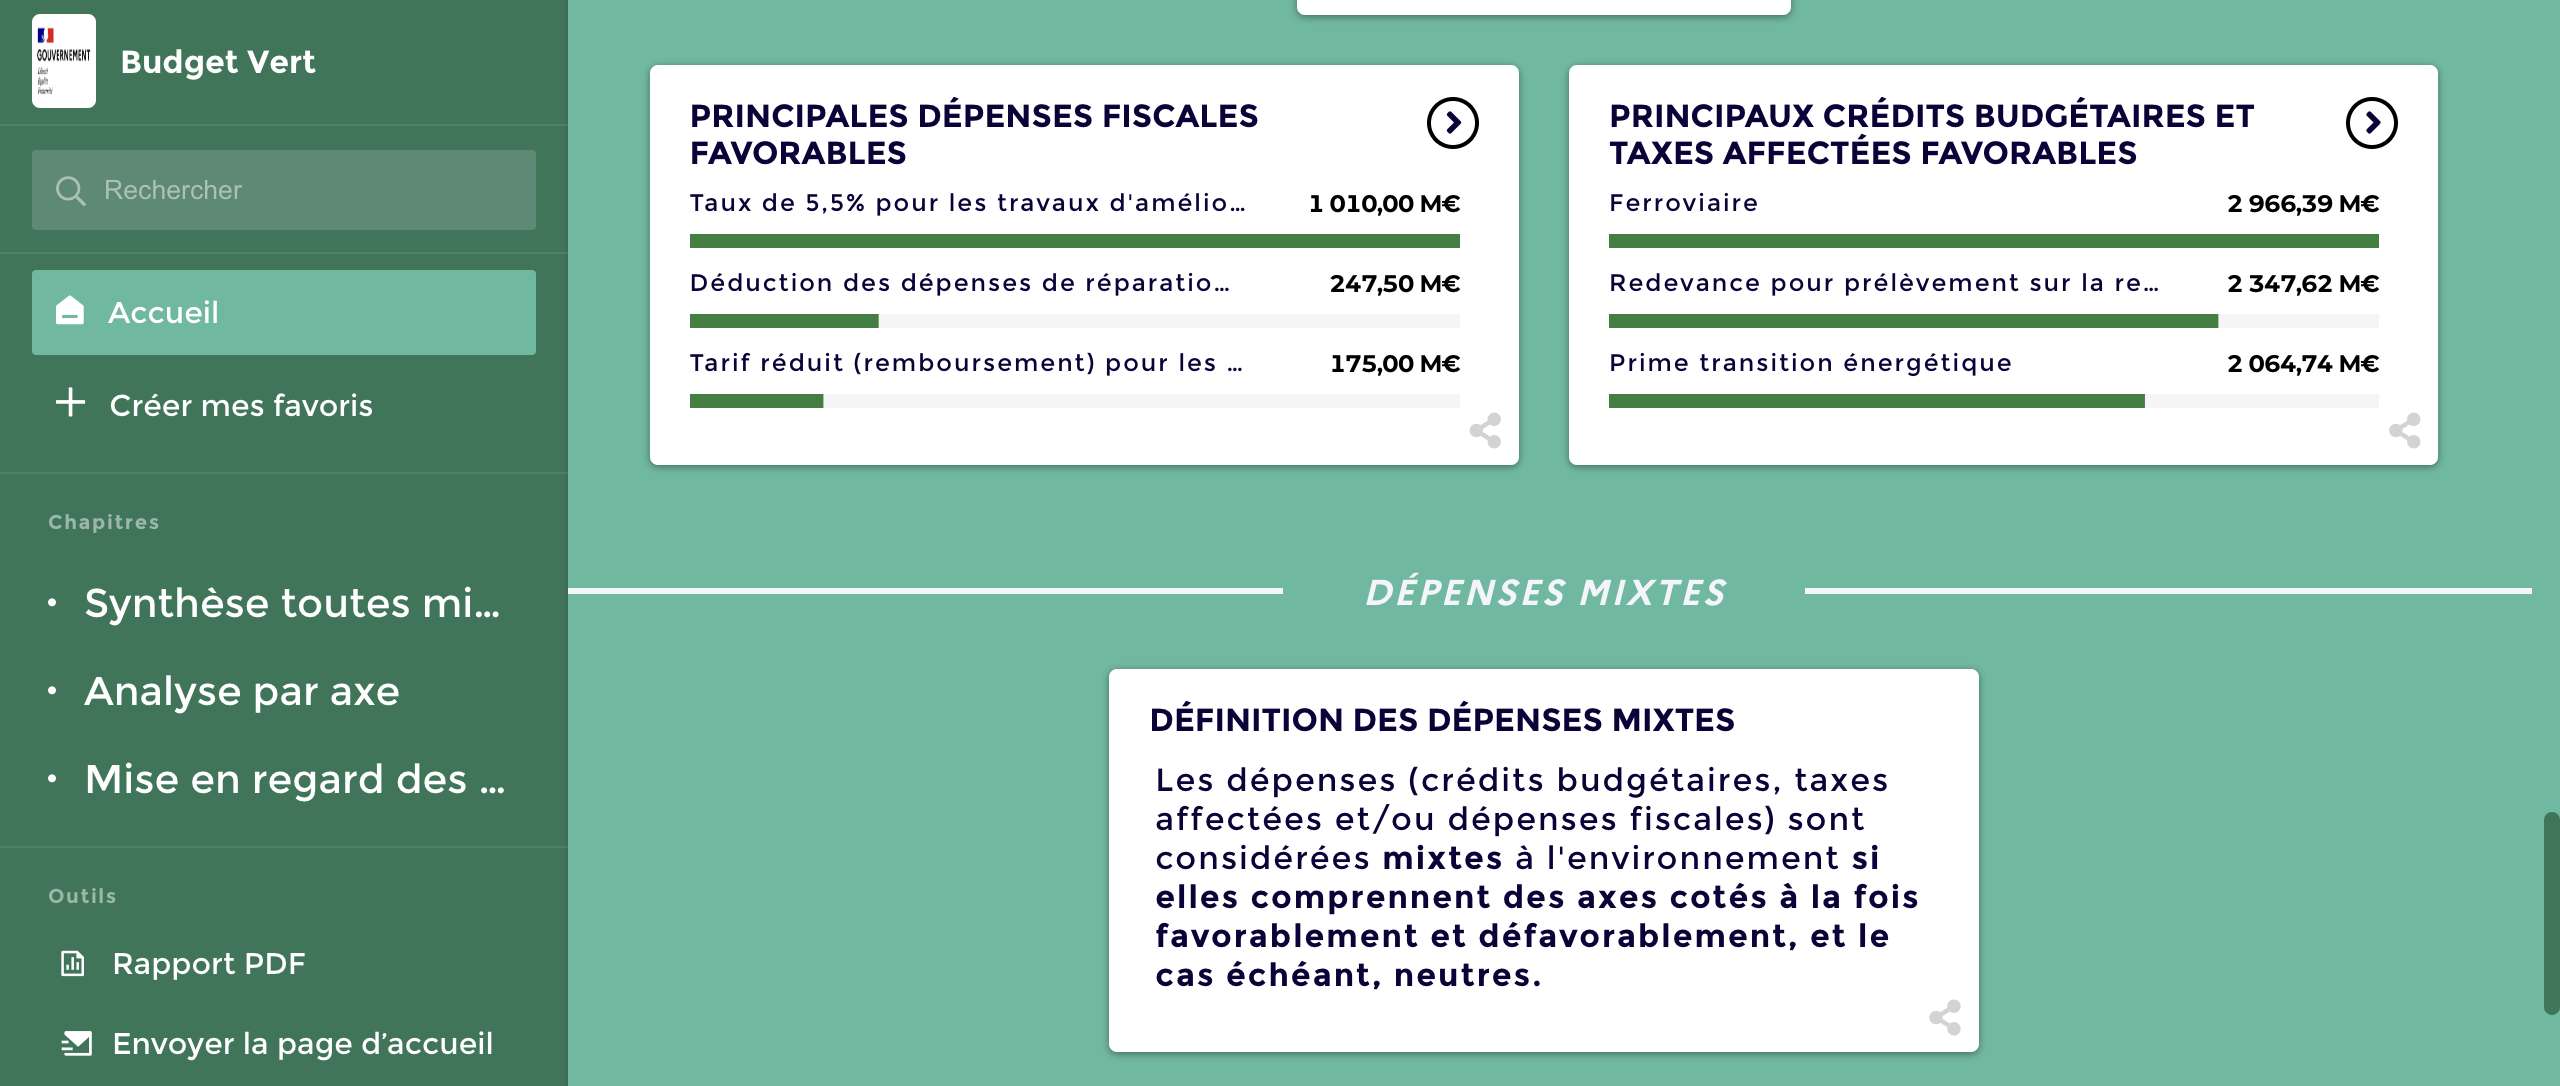 GOUVERNEMENT
Budget Vert
Rechercher
Accueil
Créer mes favoris
Chapitres
• Synthèse toutes mi...
• Analyse par axe
• Mise en regard des ...
Outils
Rapport PDF
Envoyer la page d’accueil
PRINCIPALES DÉPENSES FISCALES
FAVORABLES
Taux de 5,5% pour les travaux d'amélio... 1 010,00 M€
Déduction des dépenses de réparatio... 247,50 M€
Tarif réduit (remboursement) pour les ... 175,00 M€
PRINCIPAUX CRÉDITS BUDGÉTAIRES ET
TAXES AFFECTÉES FAVORABLES
Ferroviaire 2 966,39 M€
Redevance pour prélèvement sur la re... 2 347,62 M€
Prime transition énergétique 2 064,74 M€
DÉPENSES MIXTES
DÉFINITION DES DÉPENSES MIXTES
Les dépenses (crédits budgétaires, taxes
affectées et/ou dépenses fiscales) sont
considérées mixtes à l'environnement si
elles comprennent des axes cotés à la fois
favorablement et défavorablement, et le
cas échéant, neutres.